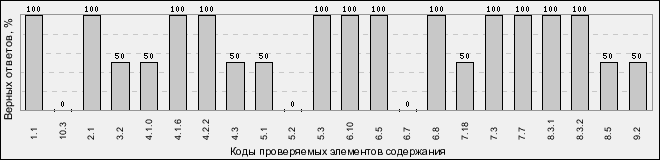 100 0 100 50 50 100 100 50 50 0 100 100 100 0 100 50 100 100 100 100 50 50
Верных ответов, %
1.1 10.3 2.1 3.2 4.1.0 4.1.6 4.2.2 4.3 5.1 5.2 5.3 6.10 6.5 6.7 6.8 7.18 7.3 7.7 8.3.1 8.3.2 8.5 9.2
Коды проверяемых элементов содержания